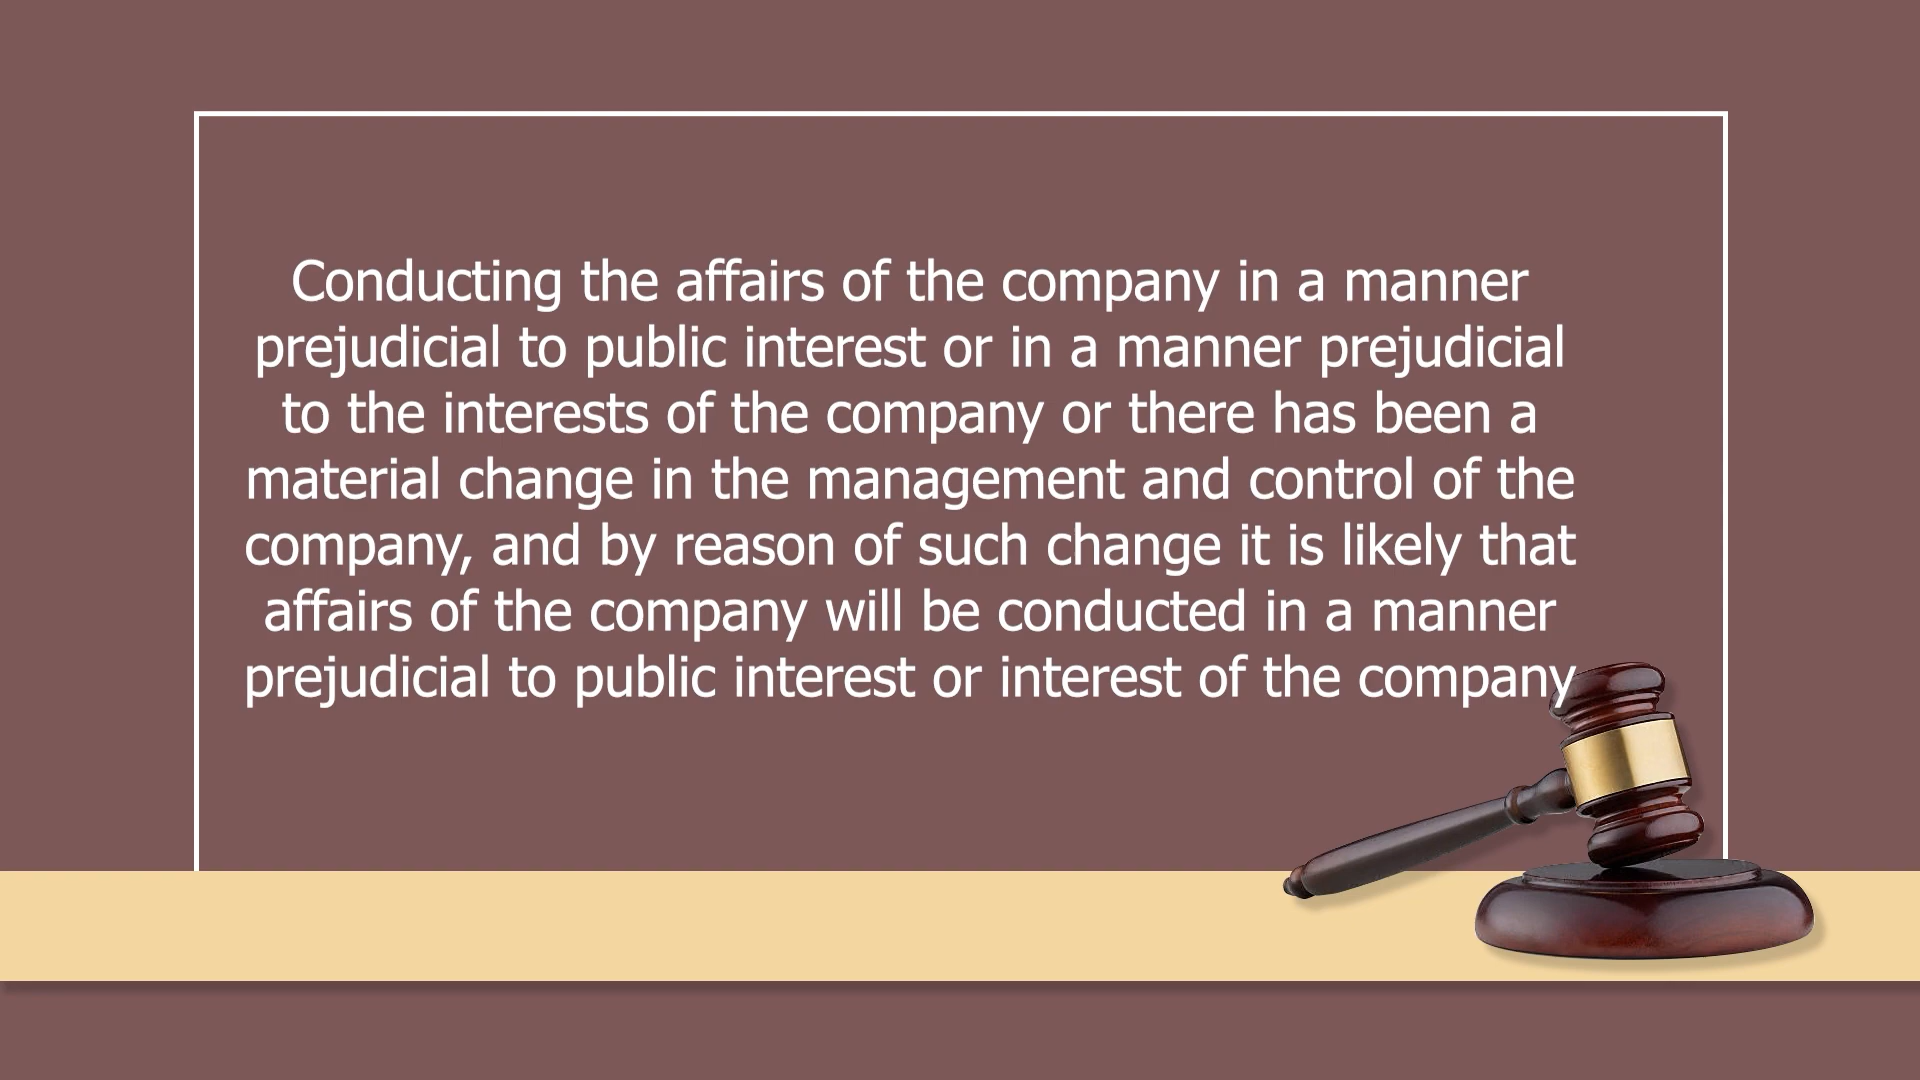 Conducting the affairs of the company in a manner
prejudicial to public interest or in a manner prejudicial
to the interests of the company or there has been a
material change in the management and control of the
company, and by reason of such change it is likely that
affairs of the company will be conducted in a manner
prejudicial to public interest or interest of the company